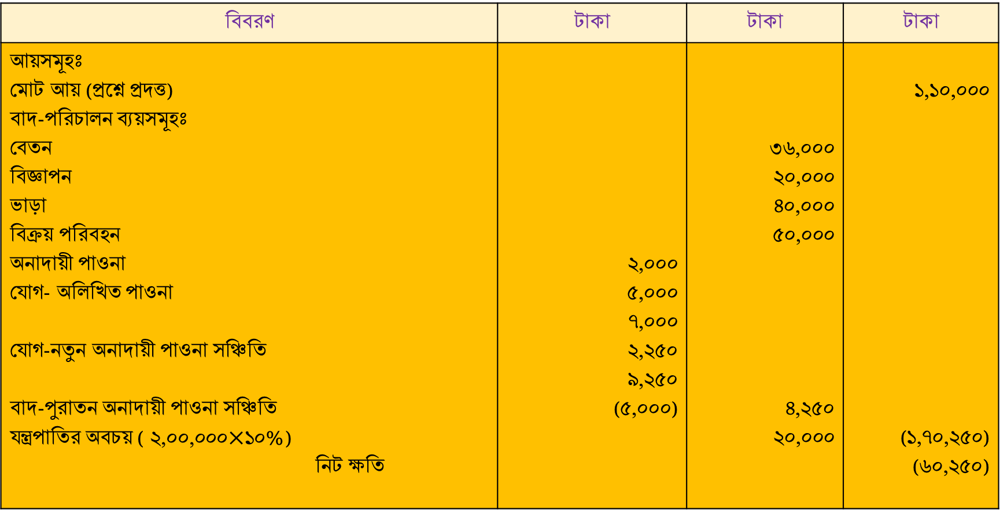 বিবরণ টাকা টাকা টাকা
আয়সমূহঃ
মোট আয় (প্রশ্নে প্রদত্ত) ১,১০,০০০
বাদ-পরিচালন ব্যয়সমূহঃ
বেতন ৩৬,০০০
বিজ্ঞাপন ২০,০০০
ভাড়া ৪০,০০০
বিক্রয় পরিবহন ৫০,০০০
অনাদায়ী পাওনা ২,০০০
যোগ- অলিখিত পাওনা ৫,০০০
৭,০০০
যোগ-নতুন অনাদায়ী পাওনা সঞ্চিতি ২,২৫০
৯,২৫০
বাদ-পুরাতন অনাদায়ী পাওনা সঞ্চিতি (৫,০০০) ৪,২৫০
যন্ত্রপাতির অবচয় ( ২,০০,০০০×১০%) ২০,০০০ (১,৭০,২৫০)
নিট ক্ষতি (৬০,২৫০)